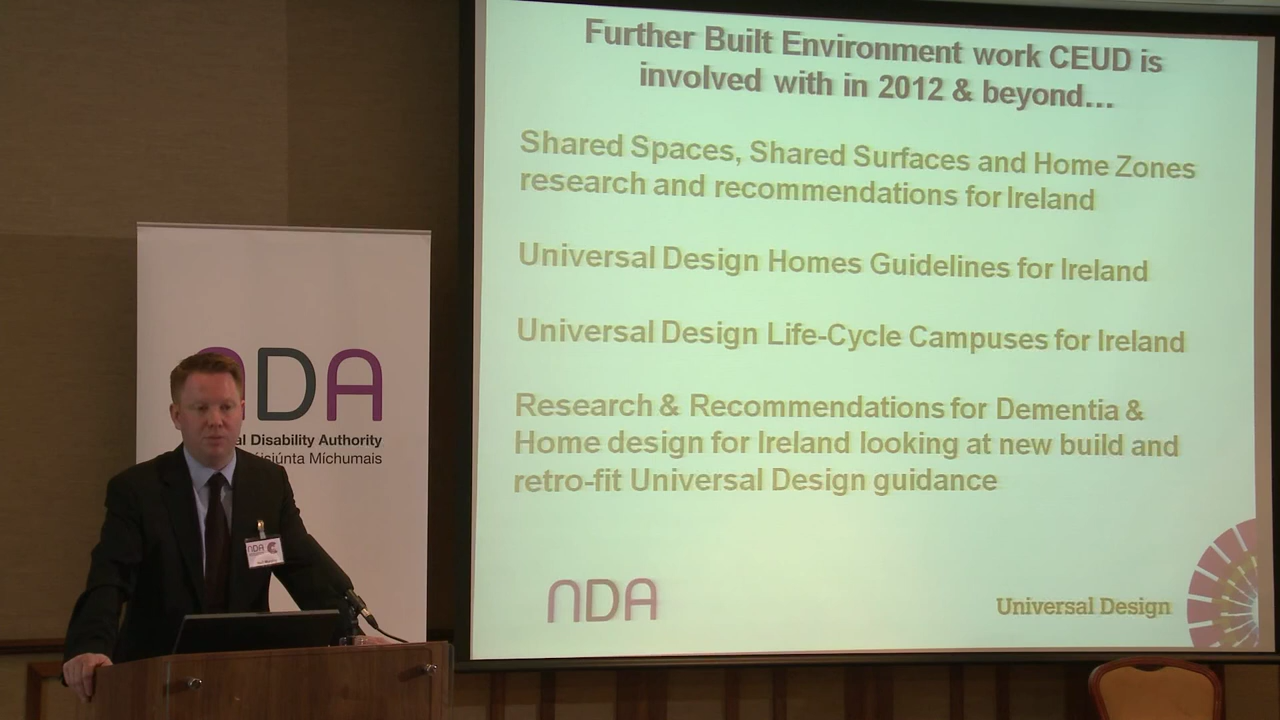 Further Built Environment work CEUD is
involved with in 2012 & beyond...
Shared Spaces, Shared Surfaces and Home Zones
research and recommendations for Ireland
Universal Design Homes Guidelines for Ireland
Universal Design Life-Cycle Campuses for Ireland
Research & Recommendations for Dementia &
Home design for Ireland looking at new build and
retro-fit Universal Design guidance
NDA
Universal Design
NDA
Disability Authority
Míchumais
NDA